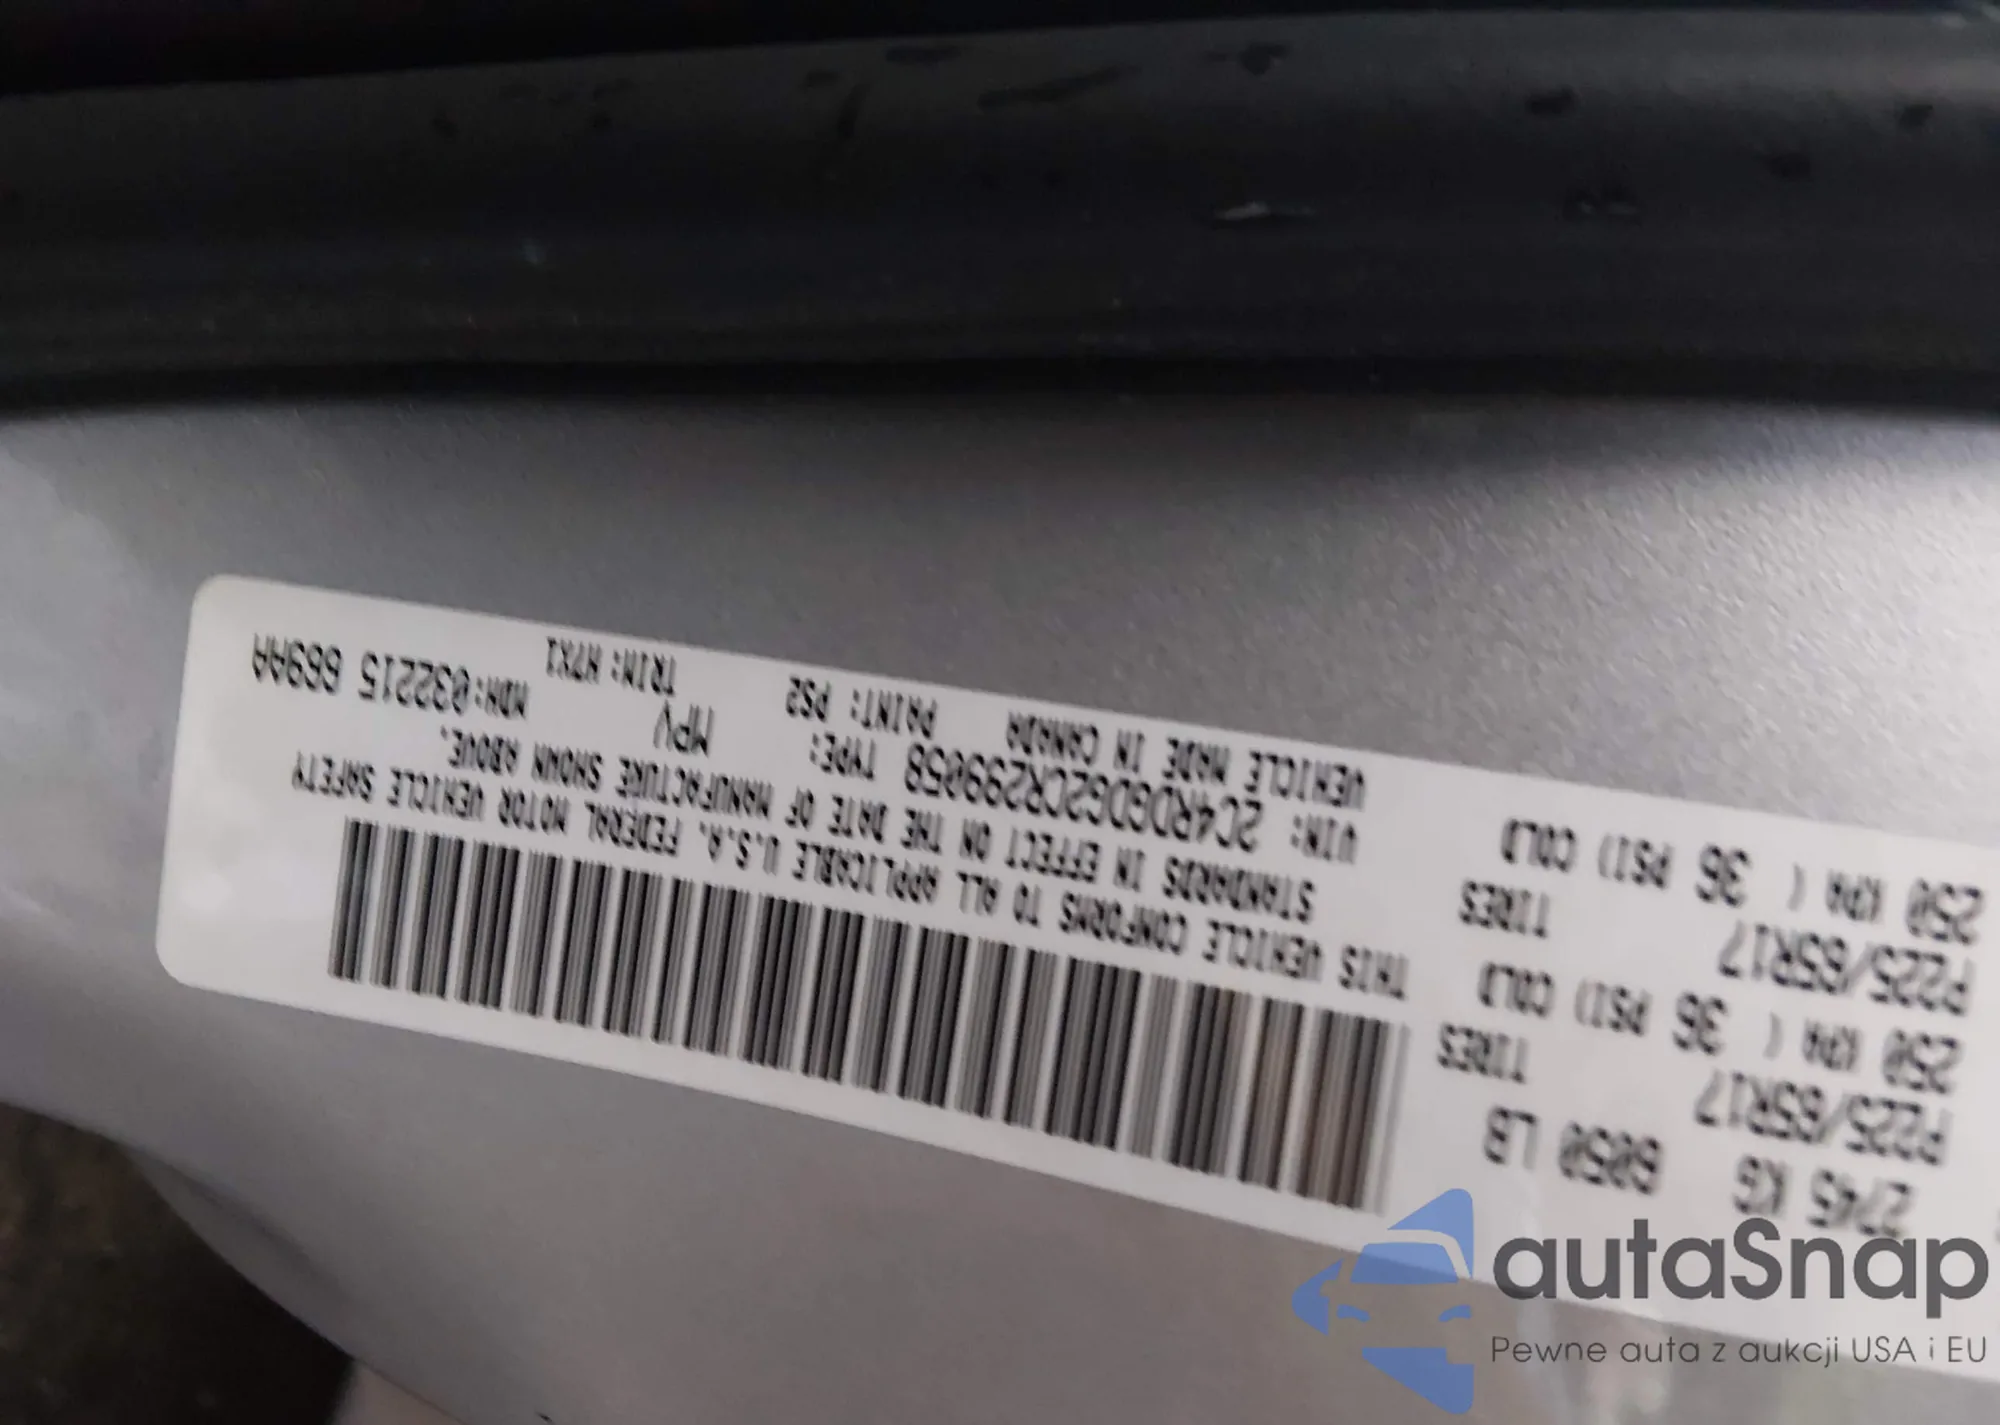 2745 KG 6050 LB
P225/65R17 TIRES
250 KPA ( 36 PSI) COLD
P225/65R17 TIRES
250 KPA ( 36 PSI) COLD
THIS VEHICLE CONFORMS TO ALL APPLICABLE U.S.A. FEDERAL MOTOR VEHICLE SAFETY
STANDARDS IN EFFECT ON THE DATE OF MANUFACTURE SHOWN ABOVE.
VIN: 2C4RDGDG2CR299058 TYPE: MPV MDH:032215 669AA
VEHICLE MADE IN CANADA PAINT: PS2 TRIM: H7X1
autaSnap
Pewne auta z aukcji USA i EU